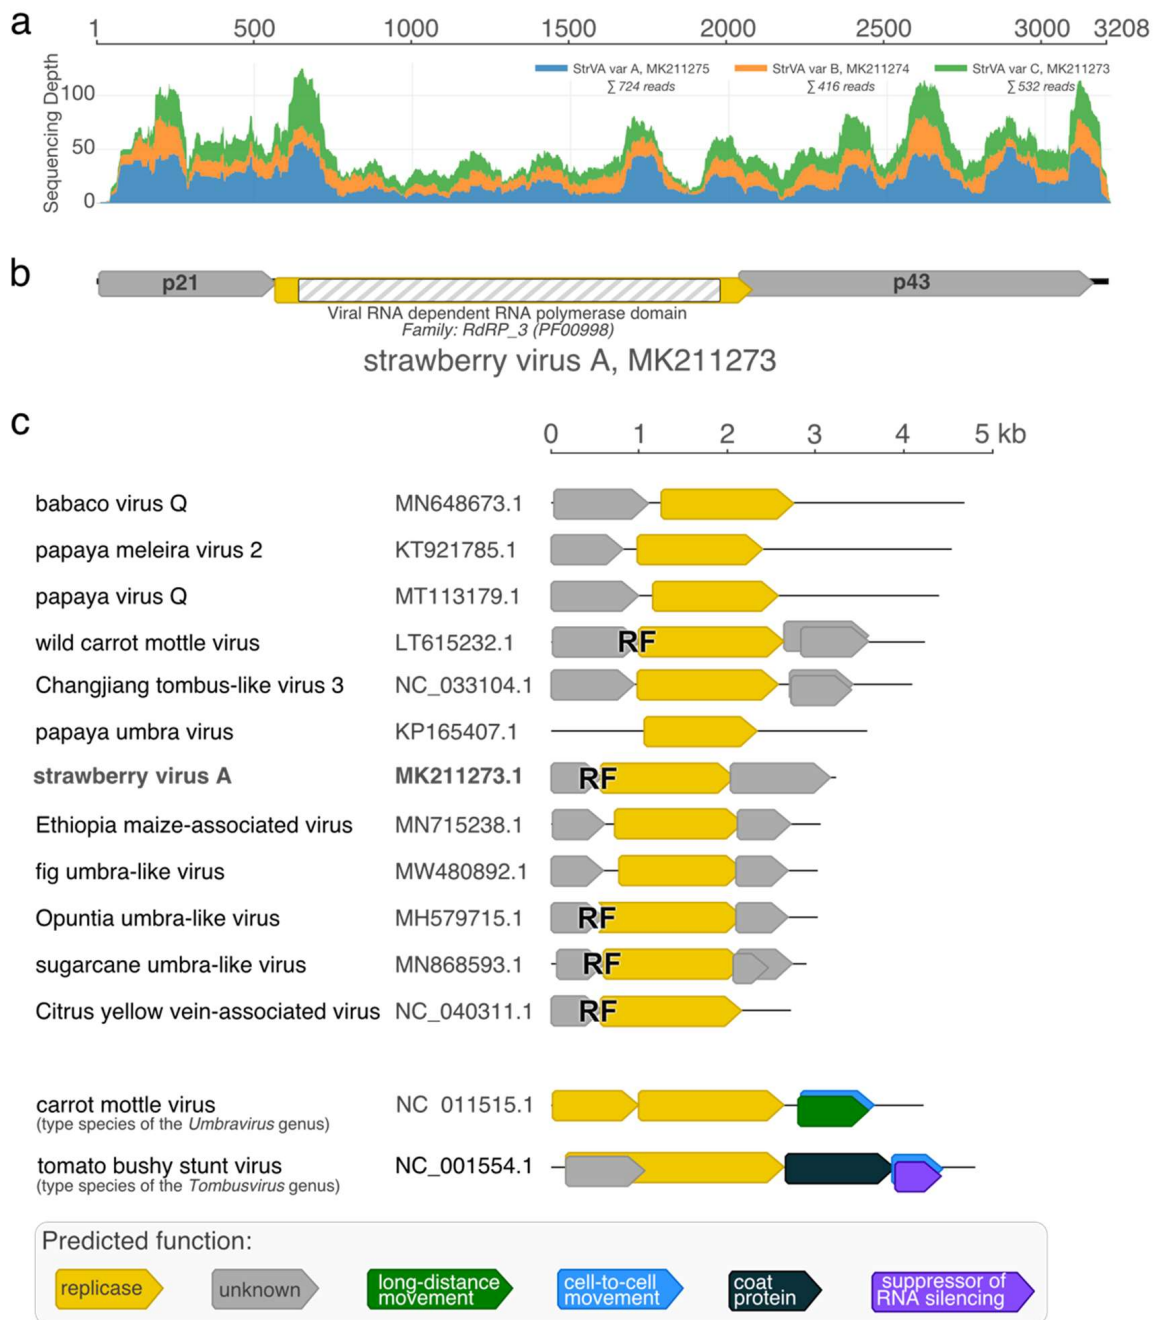 a
1 500 1000 1500 2000 2500 3000 3208
Sequencing Depth
100
50
0
StrVA var A, MK211275 StrVA var B, MK211274 StrVA var C, MK211273
∑ 724 reads ∑ 416 reads ∑ 532 reads
b
p21 p43
Viral RNA dependent RNA polymerase domain
Family: RdRP_3 (PF00998)
strawberry virus A, MK211273
c
0 1 2 3 4 5 kb
babaco virus Q MN648673.1
papaya meleira virus 2 KT921785.1
papaya virus Q MT113179.1
wild carrot mottle virus LT615232.1 RF
Changjiang tombus-like virus 3 NC_033104.1
papaya umbra virus KP165407.1
strawberry virus A MK211273.1 RF
Ethiopia maize-associated virus MN715238.1
fig umbra-like virus MW480892.1
Opuntia umbra-like virus MH579715.1 RF
sugarcane umbra-like virus MN868593.1 RF
Citrus yellow vein-associated virus NC_040311.1 RF
carrot mottle virus NC 011515.1
(type species of the Umbravirus genus)
tomato bushy stunt virus NC_001554.1
(type species of the Tombusvirus genus)
Predicted function:
replicase
unknown
long-distance
movement
cell-to-cell
movement
coat
protein
suppressor of
RNA silencing